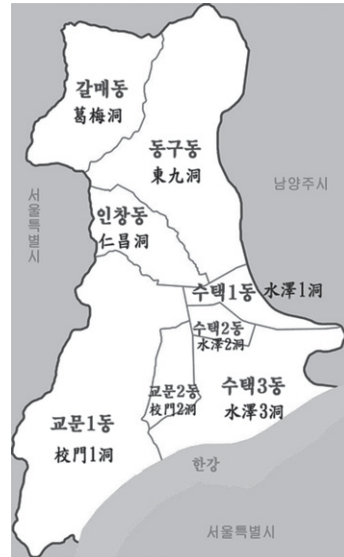 갈매동
葛梅洞
동구동
東九洞
서울특별시
남양주시
인창동
仁昌洞
수택1동 水澤1洞
수택2동
水澤2洞
교문2동
校門2洞
수택3동
水澤3洞
교문1동
校門1洞
한강
서울특별시